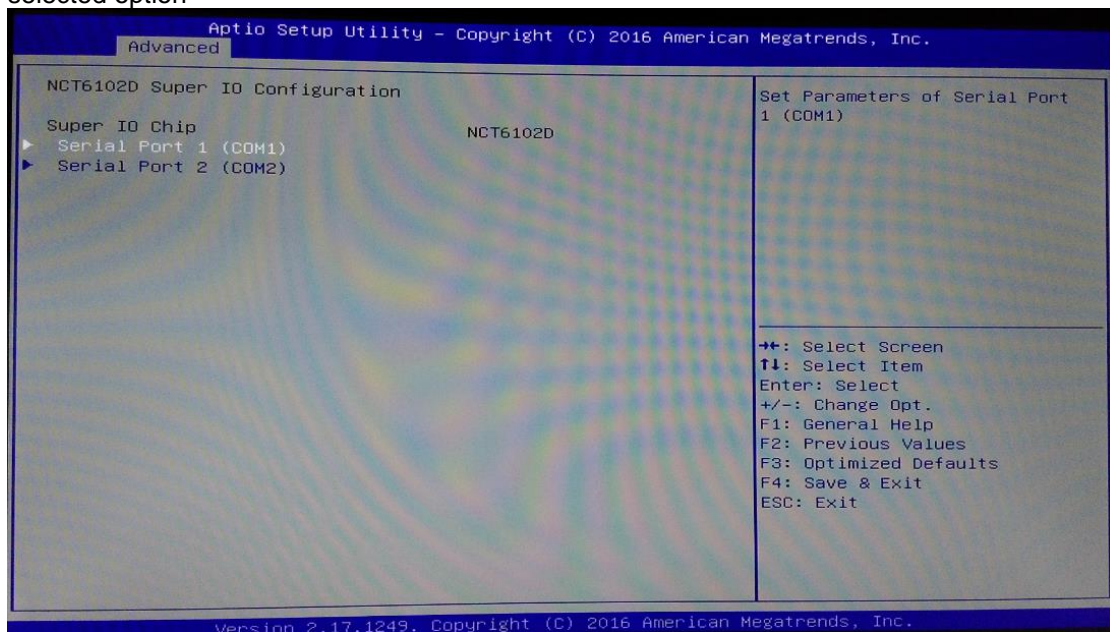 selected option
Aptio Setup Utility – Copyright (C) 2016 American Megatrends, Inc.
Advanced
NCT6102D Super IO Configuration
Super IO Chip NCT6102D
Serial Port 1 (COM1)
Serial Port 2 (COM2)
Set Parameters of Serial Port
1 (COM1)
→←: Select Screen
↑↓: Select Item
Enter: Select
+/-: Change Opt.
F1: General Help
F2: Previous Values
F3: Optimized Defaults
F4: Save & Exit
ESC: Exit
Version 2.17.1249. Copyright (C) 2016 American Megatrends, Inc.